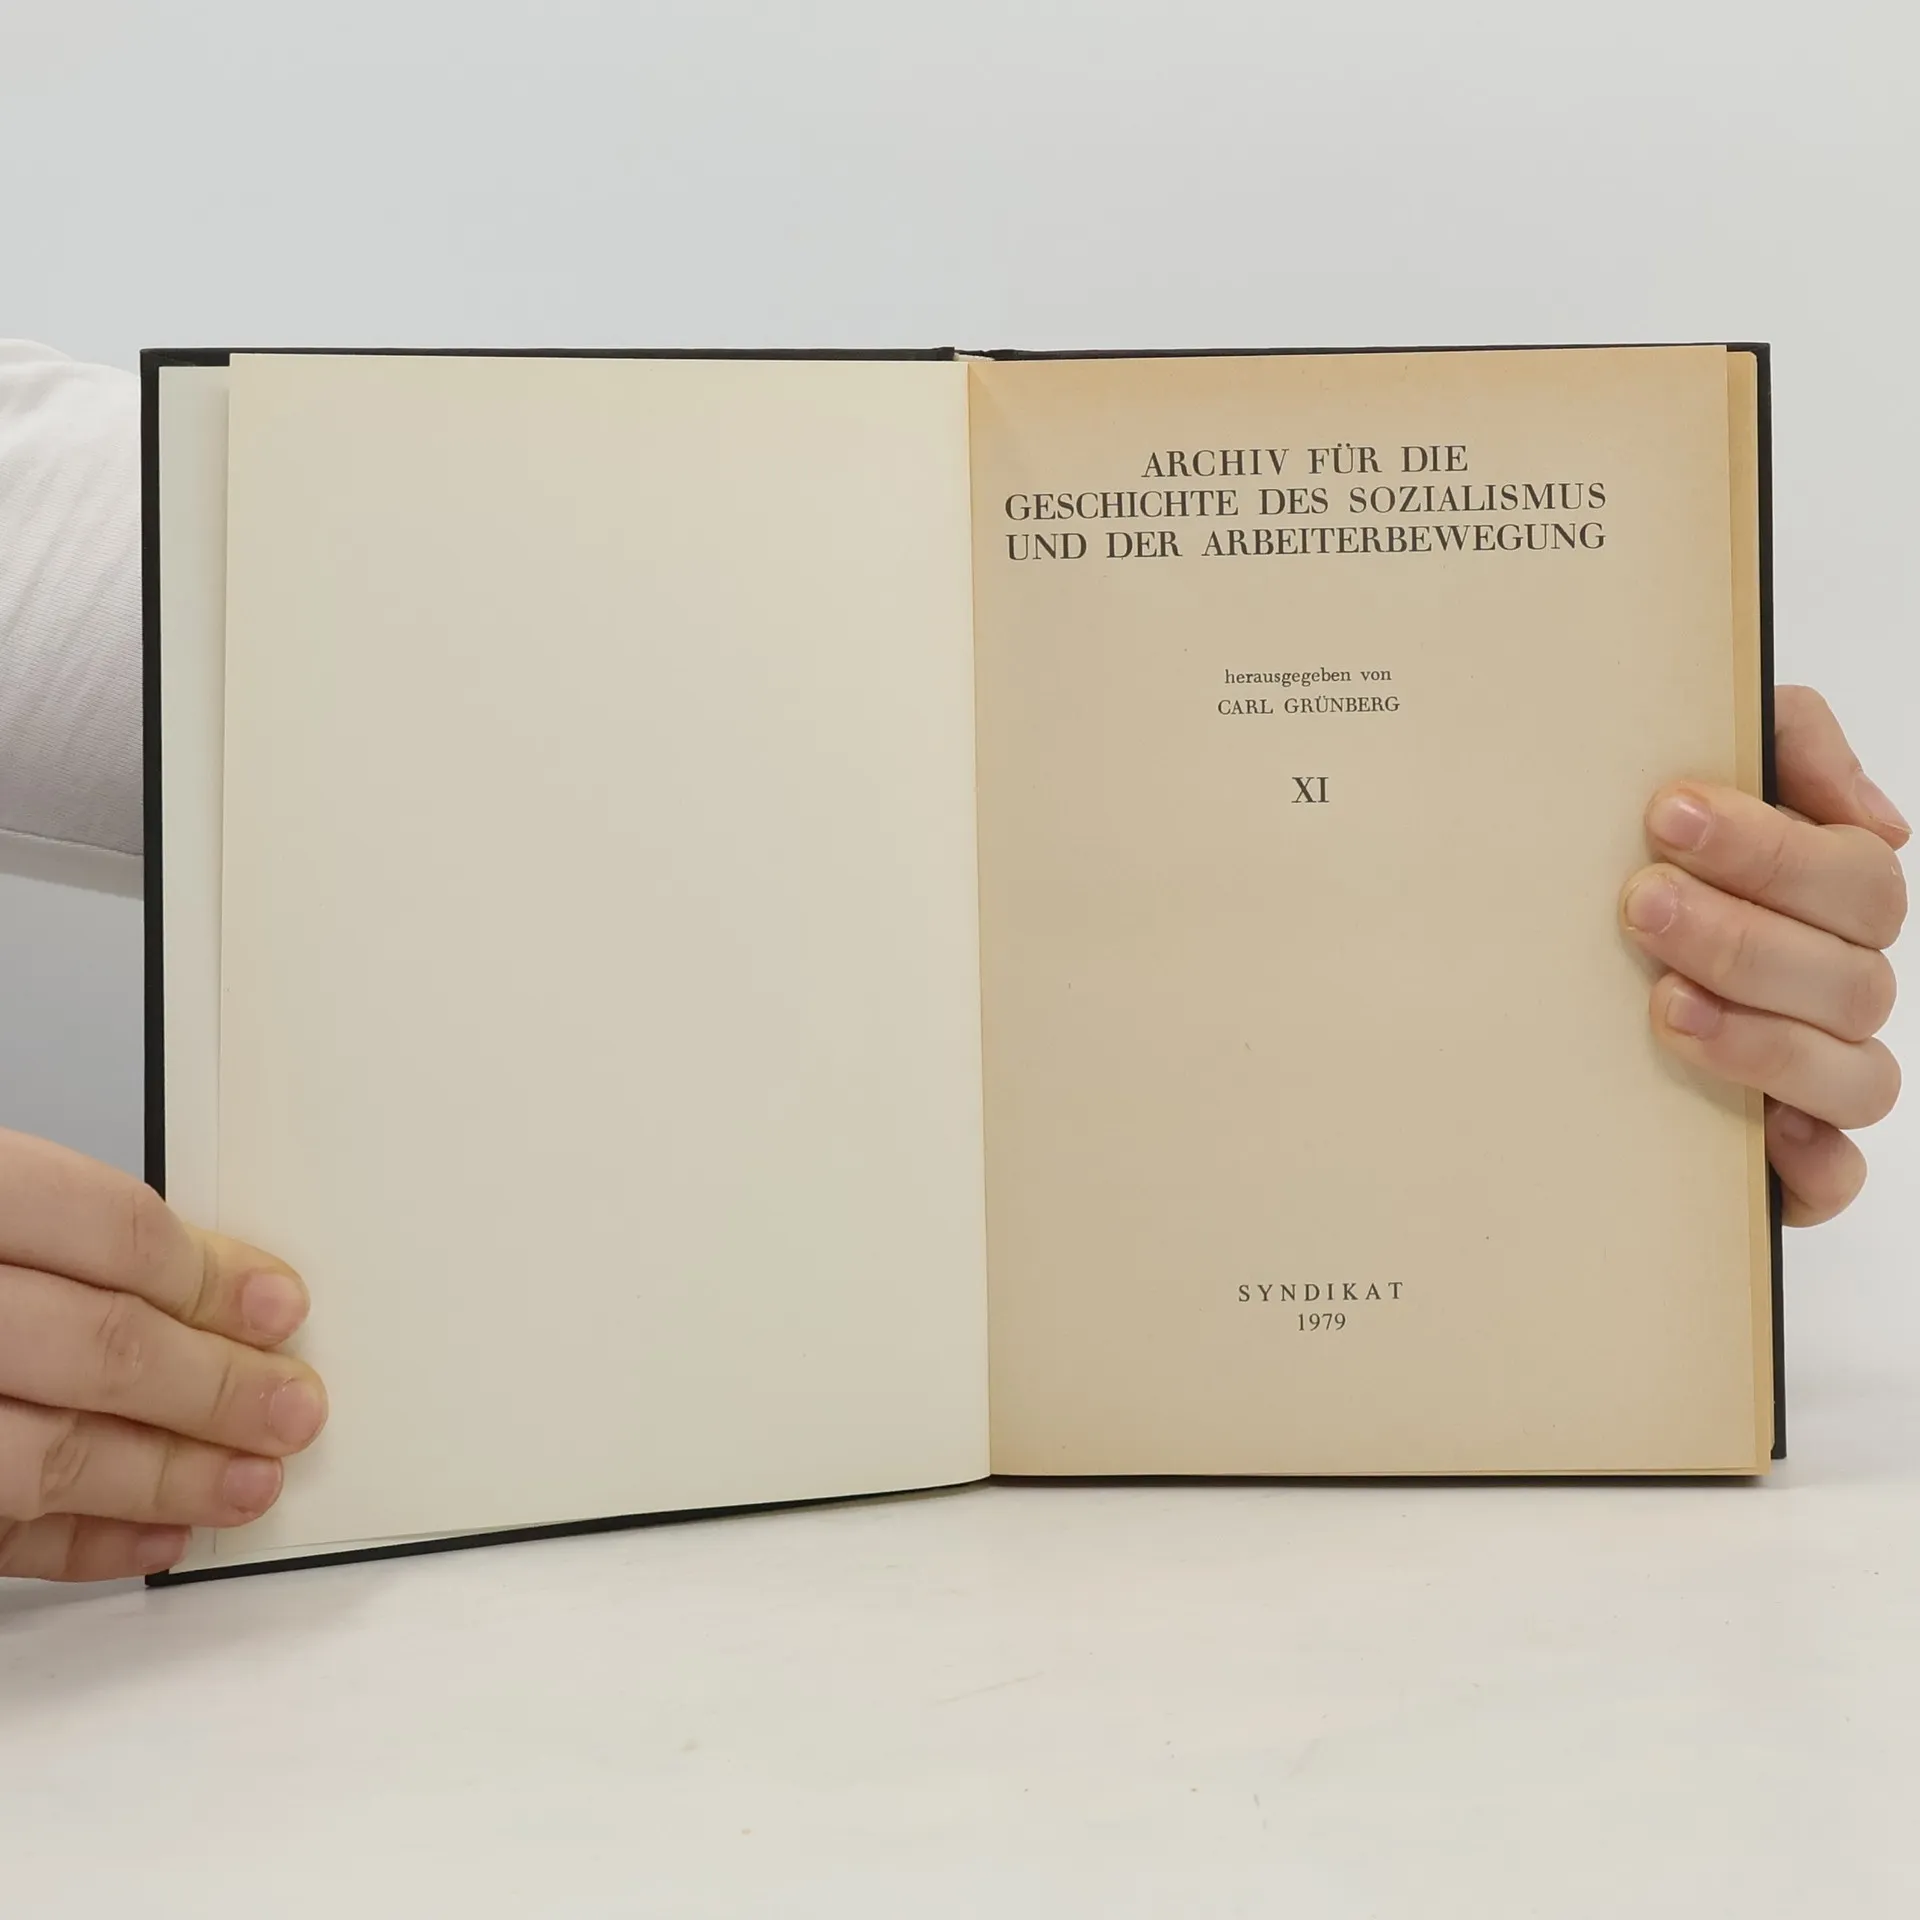 ARCHIV FÜR DIE
GESCHICHTE DES SOZIALISMUS
UND DER ARBEITERBEWEGUNG
herausgegeben von
CARL GRÜNBERG
XI
SYNDIKAT
1979